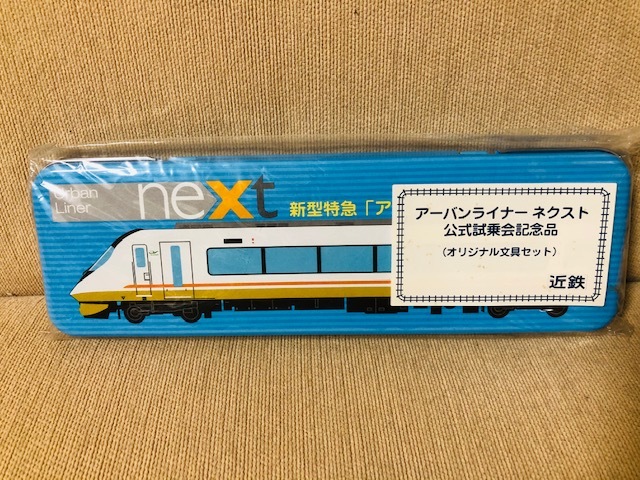 Urban
Liner
next
新型特急「ア
アーバンライナー ネクスト
公式試乗会記念品
(オリジナル文具セット)
近鉄